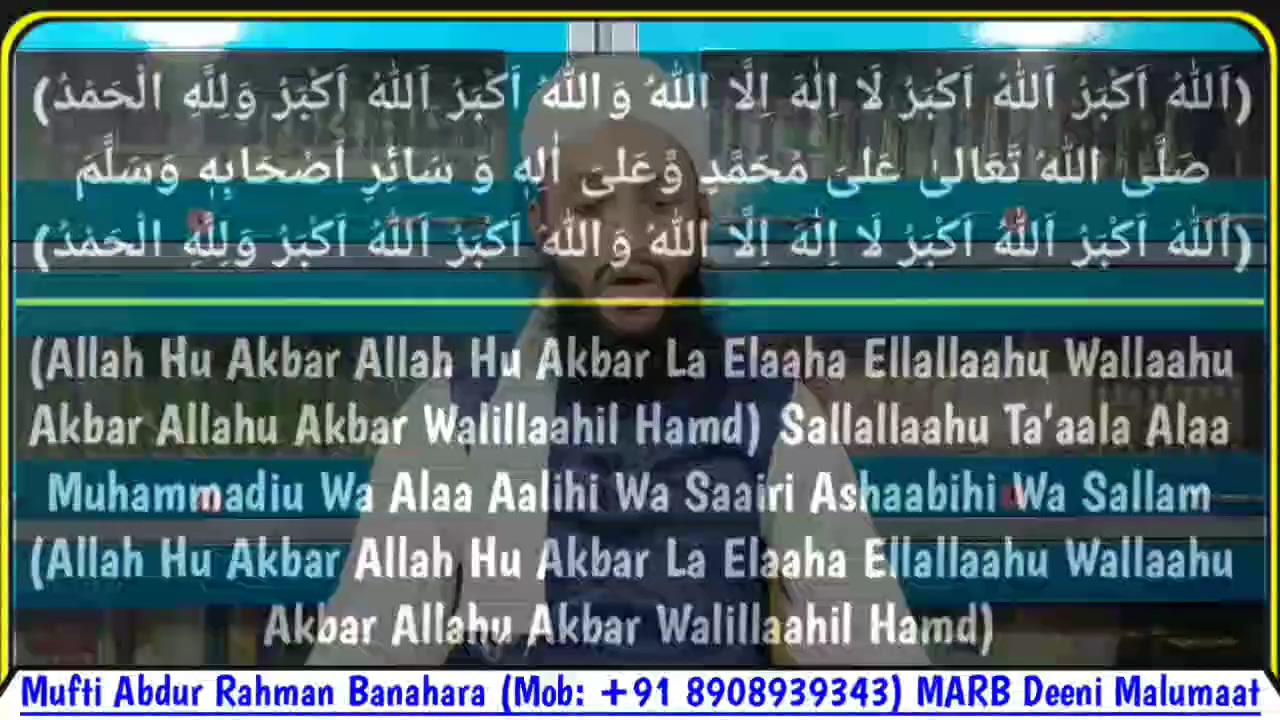 (اَللّٰهُ اَكْبَرُ اَللّٰهُ اَكْبَرُ لَا اِلٰهَ اِلَّا اللّٰهُ وَاللّٰهُ اَكْبَرُ اَللّٰهُ اَكْبَرُ وَلِلّٰهِ الْحَمْدُ)
صَلَّى اللّٰهُ تَعَالىٰ عَلىَ مُحَمَّدٍ وَّعَلىَ اٰلِهٖ وَ سَائِرِ اَصْحَابِهٖ وَسَلَّمَ
(اَللّٰهُ اَكْبَرُ اَللّٰهُ اَكْبَرُ لَا اِلٰهَ اِلَّا اللّٰهُ وَاللّٰهُ اَكْبَرُ اَللّٰهُ اَكْبَرُ وَلِلّٰهِ الْحَمْدُ)
(Allah Hu Akbar Allah Hu Akbar La Elaaha Ellallaahu Wallaahu
Akbar Allahu Akbar Walillaahil Hamd) Sallallaahu Ta'aala Alaa
Muhammadiu Wa Alaa Aalihi Wa Saairi Ashaabihi Wa Sallam
(Allah Hu Akbar Allah Hu Akbar La Elaaha Ellallaahu Wallaahu
Akbar Allahu Akbar Walillaahil Hamd)
Mufti Abdur Rahman Banahara (Mob: +91 8908939343) MARB Deeni Malumaat